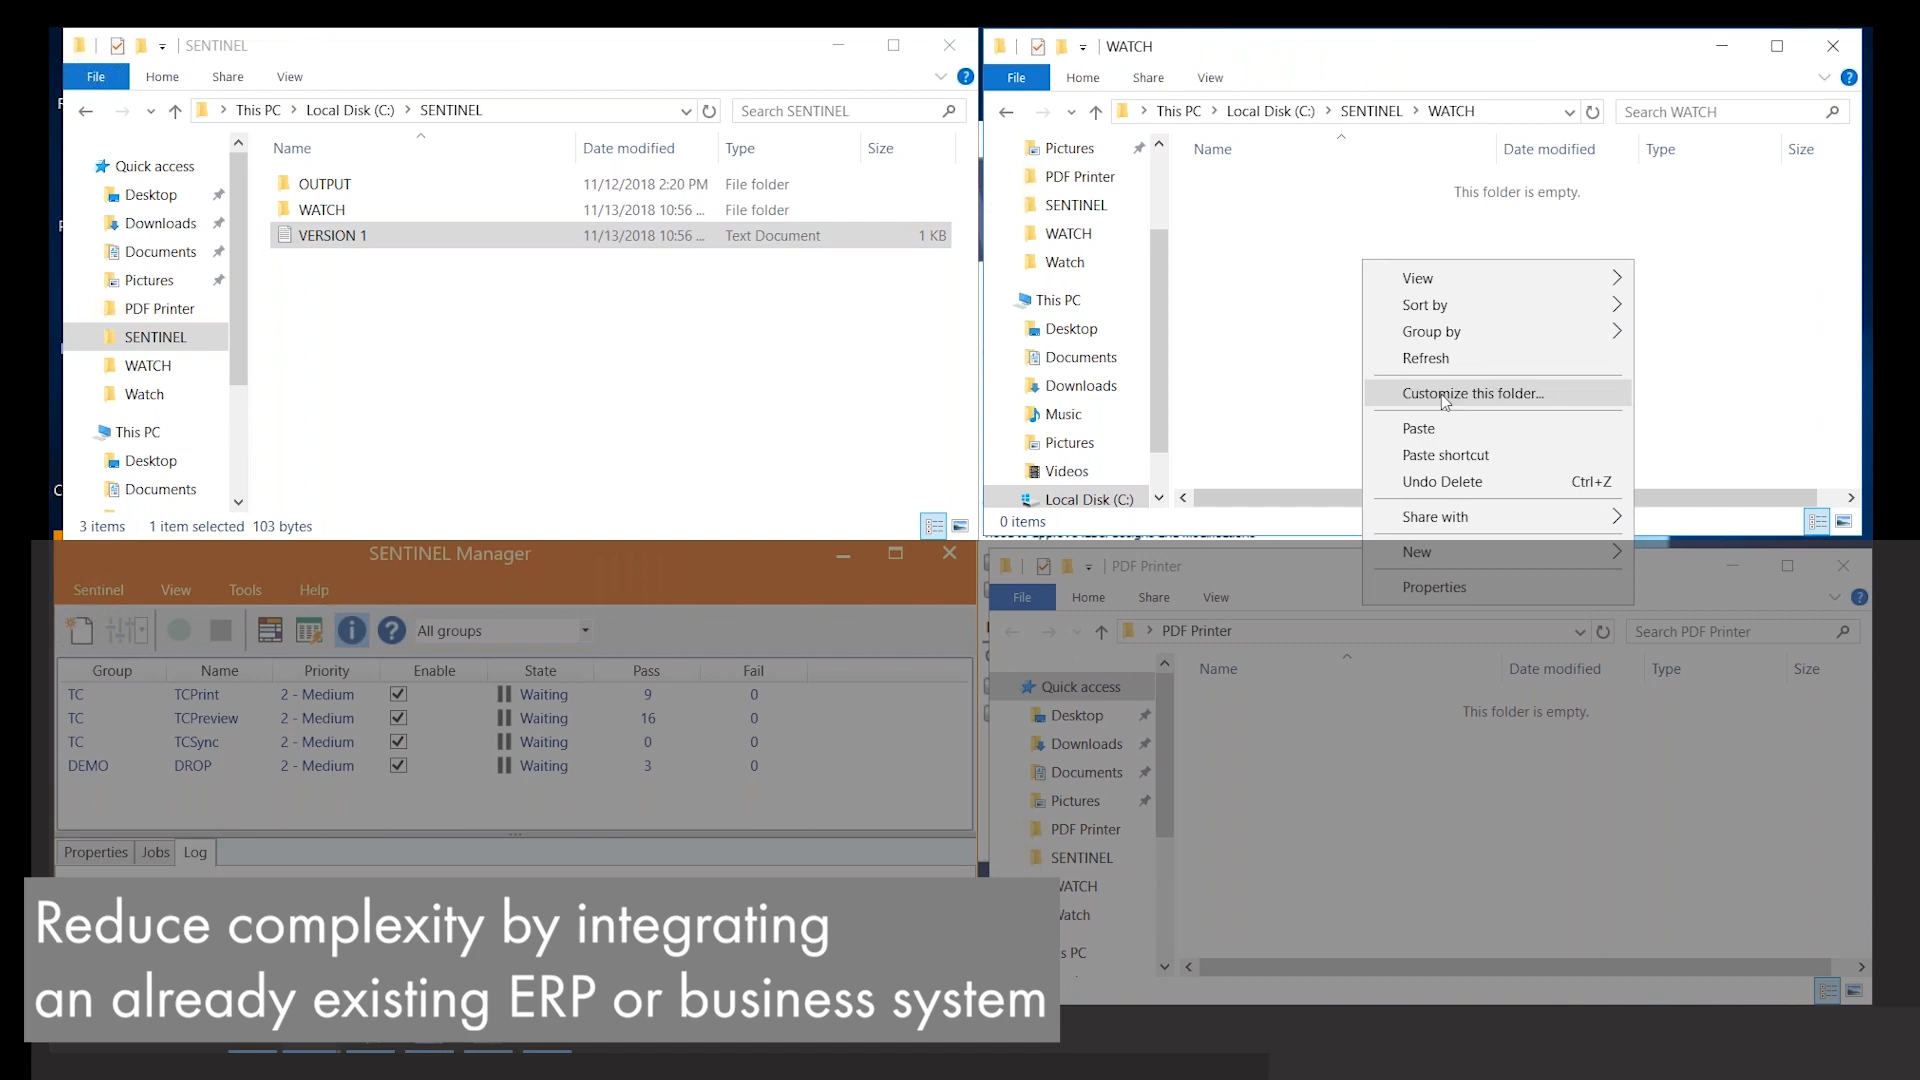 SENTINEL
File Home Share View
This PC Local Disk (C:) SENTINEL
Search SENTINEL
Name Date modified Type Size
Quick access
Desktop
Downloads
Documents
Pictures
PDF Printer
SENTINEL
WATCH
Watch
This PC
Desktop
Documents
OUTPUT 11/12/2018 2:20 PM File folder
WATCH 11/13/2018 10:56 ... File folder
VERSION 1 11/13/2018 10:56 ... Text Document 1 KB
3 items 1 item selected 103 bytes
WATCH
File Home Share View
This PC Local Disk (C:) SENTINEL WATCH
Search WATCH
Name Date modified Type Size
This folder is empty.
Pictures
PDF Printer
SENTINEL
WATCH
Watch
This PC
Desktop
Documents
Downloads
Music
Pictures
Videos
Local Disk (C:)
0 items
View
Sort by
Group by
Refresh
Customize this folder...
Paste
Paste shortcut
Undo Delete Ctrl+Z
Share with
New
Properties
SENTINEL Manager
Sentinel View Tools Help
All groups
Group Name Priority Enable State Pass Fail
TC TCPrint 2 - Medium Waiting 9 0
TC TCPreview 2 - Medium Waiting 16 0
TC TCSync 2 - Medium Waiting 0 0
DEMO DROP 2 - Medium Waiting 3 0
Properties Jobs Log
PDF Printer
File Home Share View
PDF Printer
Search PDF Printer
Name Date modified Type Size
This folder is empty.
Quick access
Desktop
Downloads
Documents
Pictures
PDF Printer
SENTINEL
WATCH
Watch
PC
Reduce complexity by integrating
an already existing ERP or business system